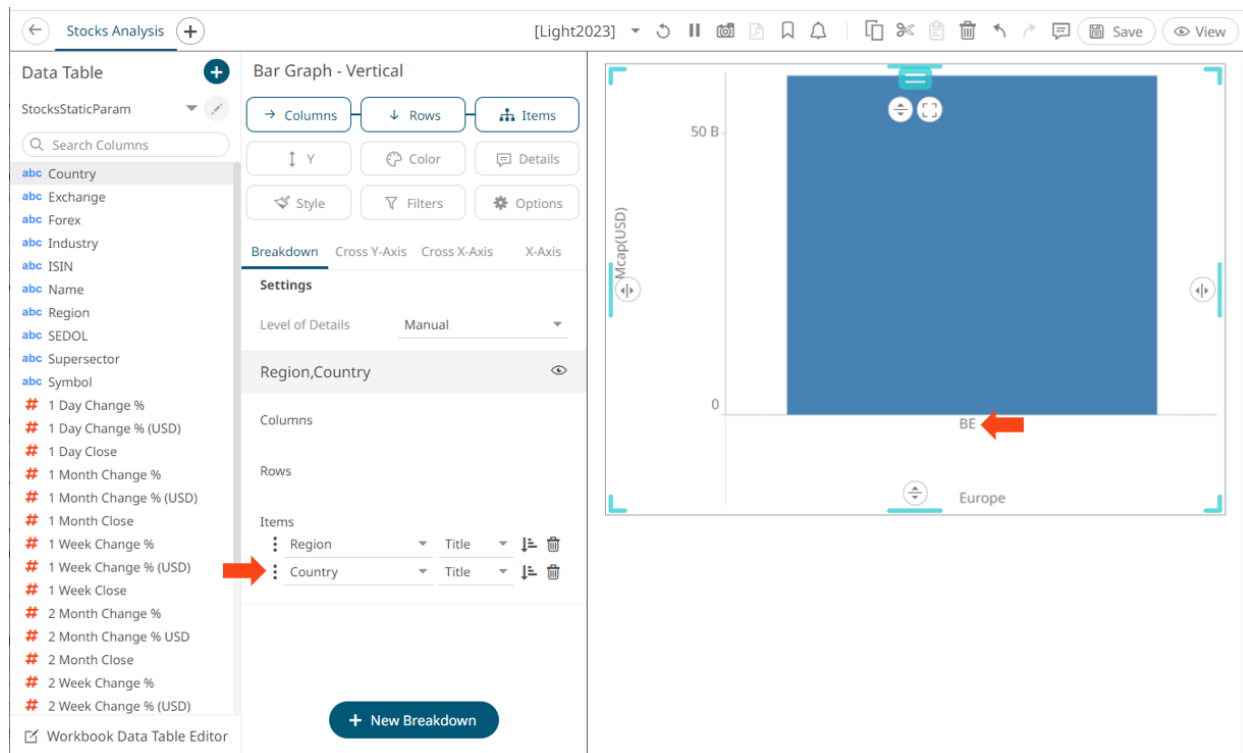 Stocks Analysis
[Light2023]
Save
View
Data Table
StocksStaticParam
Search Columns
abc Country
abc Exchange
abc Forex
abc Industry
abc ISIN
abc Name
abc Region
abc SEDOL
abc Supersector
abc Symbol
# 1 Day Change %
# 1 Day Change % (USD)
# 1 Day Close
# 1 Month Change %
# 1 Month Change % (USD)
# 1 Month Close
# 1 Week Change %
# 1 Week Change % (USD)
# 1 Week Close
# 2 Month Change %
# 2 Month Change % USD
# 2 Month Close
# 2 Week Change %
# 2 Week Change % (USD)
Workbook Data Table Editor
Bar Graph - Vertical
Columns
Rows
Items
Y
Color
Details
Style
Filters
Options
Breakdown
Cross Y-Axis
Cross X-Axis
X-Axis
Settings
Level of Details
Manual
Region,Country
Columns
Rows
Items
Region
Title
Country
Title
+ New Breakdown
50 B
Mcap(USD)
0
BE
Europe